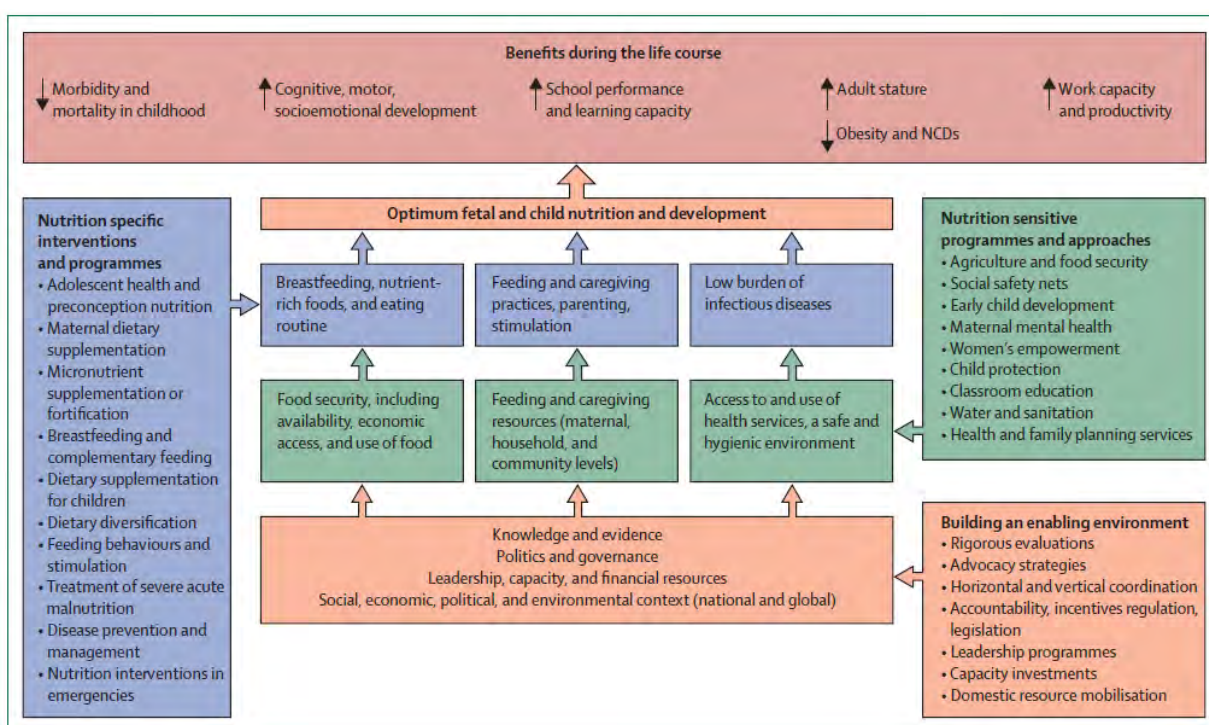 Benefits during the life course
Morbidity and
mortality in childhood
Cognitive, motor,
socioemotional development
School performance
and learning capacity
Adult stature
Obesity and NCDs
Work capacity
and productivity
Nutrition specific
interventions
and programmes
• Adolescent health and
preconception nutrition
• Maternal dietary
supplementation
• Micronutrient
supplementation or
fortification
• Breastfeeding and
complementary feeding
• Dietary supplementation
for children
• Dietary diversification
• Feeding behaviours and
stimulation
• Treatment of severe acute
malnutrition
• Disease prevention and
management
• Nutrition interventions in
emergencies
Optimum fetal and child nutrition and development
Breastfeeding, nutrient-
rich foods, and eating
routine
Feeding and caregiving
practices, parenting,
stimulation
Low burden of
infectious diseases
Food security, including
availability, economic
access, and use of food
Feeding and caregiving
resources (maternal,
household, and
community levels)
Access to and use of
health services, a safe and
hygienic environment
Knowledge and evidence
Politics and governance
Leadership, capacity, and financial resources
Social, economic, political, and environmental context (national and global)
Nutrition sensitive
programmes and approaches
• Agriculture and food security
• Social safety nets
• Early child development
• Maternal mental health
• Women's empowerment
• Child protection
• Classroom education
• Water and sanitation
• Health and family planning services
Building an enabling environment
• Rigorous evaluations
• Advocacy strategies
• Horizontal and vertical coordination
• Accountability, incentives regulation,
legislation
• Leadership programmes
• Capacity investments
• Domestic resource mobilisation